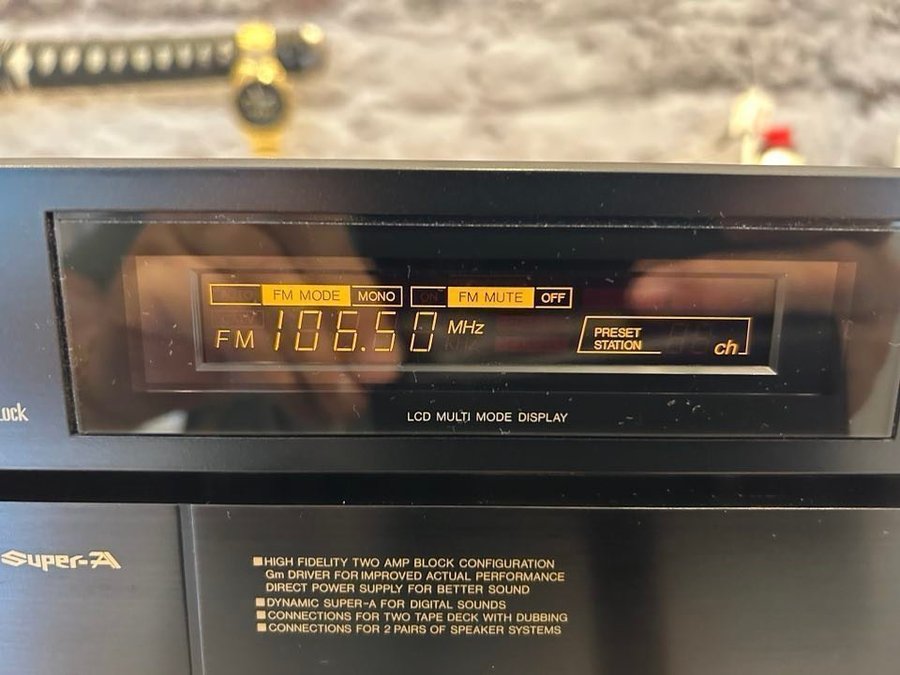 FM MODE MONO FM MUTE OFF
FM 106.50 MHz
PRESET
STATION ch
Lock
LCD MULTI MODE DISPLAY
Super-A
■HIGH FIDELITY TWO AMP BLOCK CONFIGURATION
Gm DRIVER FOR IMPROVED ACTUAL PERFORMANCE
DIRECT POWER SUPPLY FOR BETTER SOUND
■DYNAMIC SUPER-A FOR DIGITAL SOUNDS
■CONNECTIONS FOR TWO TAPE DECK WITH DUBBING
■CONNECTIONS FOR 2 PAIRS OF SPEAKER SYSTEMS